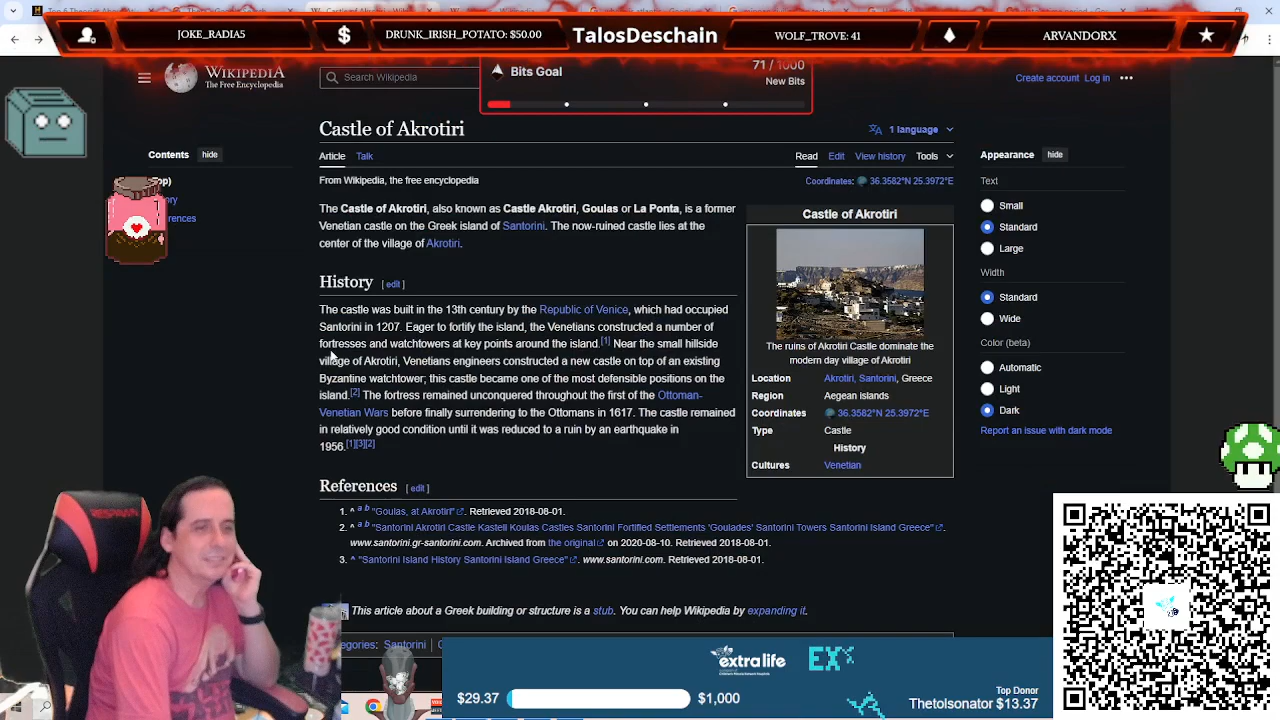 JOKE_RADIA5
DRUNK_IRISH_POTATO: $50.00
TalosDeschain
WOLF_TROVE: 41
ARVANDORX
WIKIPEDIA
The Free Encyclopedia
Search Wikipedia
Bits Goal
71 / 1000
New Bits
Create account Log in
Contents hide
Castle of Akrotiri
1 language
Article Talk
Read Edit View history Tools
From Wikipedia, the free encyclopedia
Coordinates: 36.3582°N 25.3972°E
The Castle of Akrotiri, also known as Castle Akrotiri, Goulas or La Ponta, is a former
Venetian castle on the Greek island of Santorini. The now-ruined castle lies at the
center of the village of Akrotiri.
History [ edit ]
The castle was built in the 13th century by the Republic of Venice, which had occupied
Santorini in 1207. Eager to fortify the island, the Venetians constructed a number of
fortresses and watchtowers at key points around the island.[1] Near the small hillside
village of Akrotiri, Venetians engineers constructed a new castle on top of an existing
Byzantine watchtower; this castle became one of the most defensible positions on the
island.[2] The fortress remained unconquered throughout the first of the Ottoman-
Venetian Wars before finally surrendering to the Ottomans in 1617. The castle remained
in relatively good condition until it was reduced to a ruin by an earthquake in
1956.[1][3][2]
References [ edit ]
1. ^ a b "Goulas, at Akrotiri". Retrieved 2018-08-01.
2. ^ a b "Santorini Akrotiri Castle Kastell Koulas Castles Santorini Fortified Settlements 'Goulades' Santorini Towers Santorini Island Greece".
www.santorini.gr-santorini.com. Archived from the original on 2020-08-10. Retrieved 2018-08-01.
3. ^ "Santorini Island History Santorini Island Greece". www.santorini.com. Retrieved 2018-08-01.
This article about a Greek building or structure is a stub. You can help Wikipedia by expanding it.
Santorini
Castle of Akrotiri
The ruins of Akrotiri Castle dominate the
modern day village of Akrotiri
Location Akrotiri, Santorini, Greece
Region Aegean islands
Coordinates 36.3582°N 25.3972°E
Type Castle
History
Cultures Venetian
Appearance hide
Text
Small
Standard
Large
Width
Standard
Wide
Color (beta)
Automatic
Light
Dark
Report an issue with dark mode
extralife
EX
$29.37
$1,000
Top Donor
Thetolsonator
$13.37